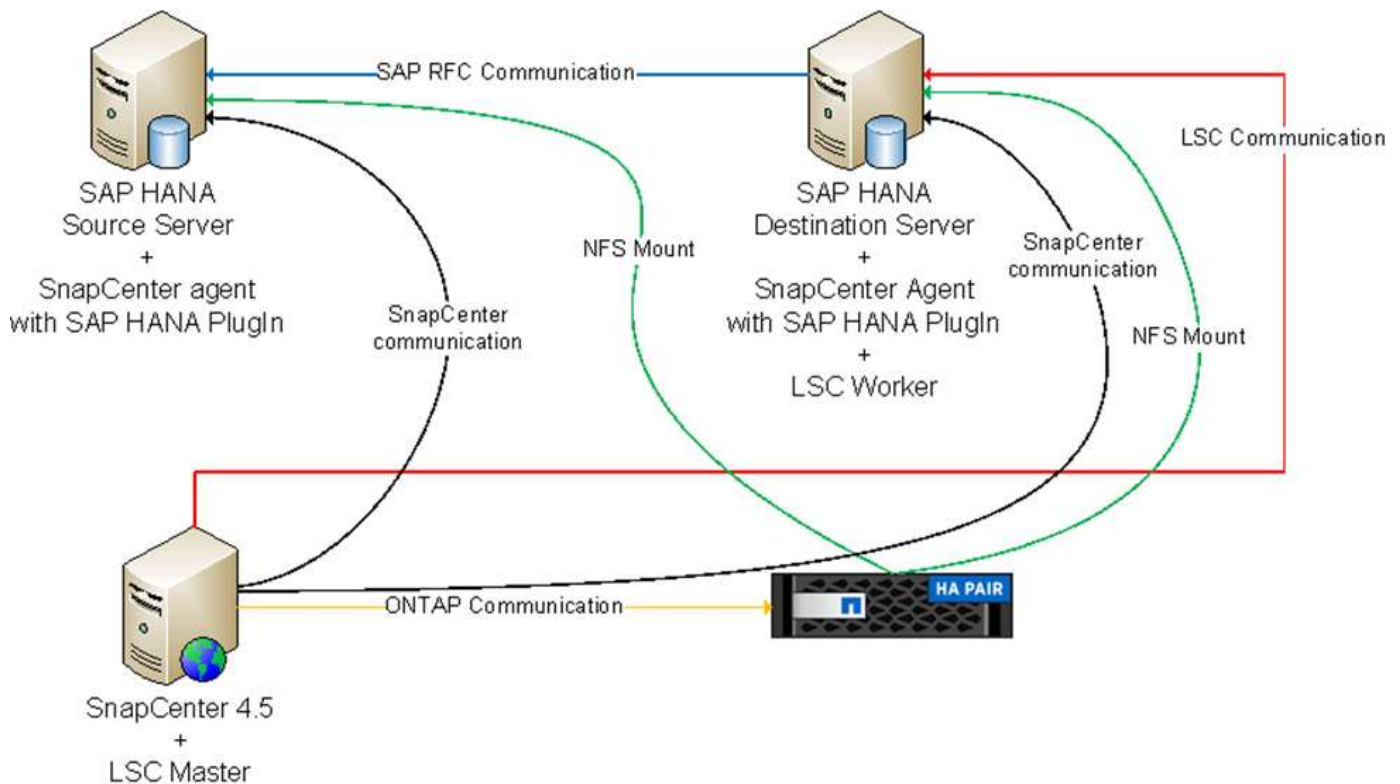 SAP RFC Communication
LSC Communication
SAP HANA
Source Server
+
SnapCenter agent
with SAP HANA PlugIn
NFS Mount
SnapCenter
communication
SAP HANA
Destination Server
+
SnapCenter Agent
with SAP HANA PlugIn
+
LSC Worker
SnapCenter
communication
NFS Mount
ONTAP Communication
HA PAIR
SnapCenter 4.5
+
LSC Master